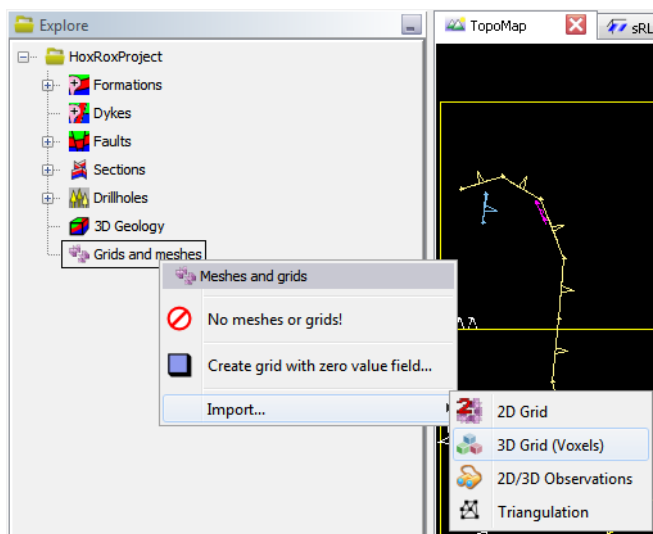 Explore
TopoMap
sRL
HoxRoxProject
Formations
Dykes
Faults
Sections
Drillholes
3D Geology
Grids and meshes
Meshes and grids
No meshes or grids!
Create grid with zero value field...
Import...
2D Grid
3D Grid (Voxels)
2D/3D Observations
Triangulation